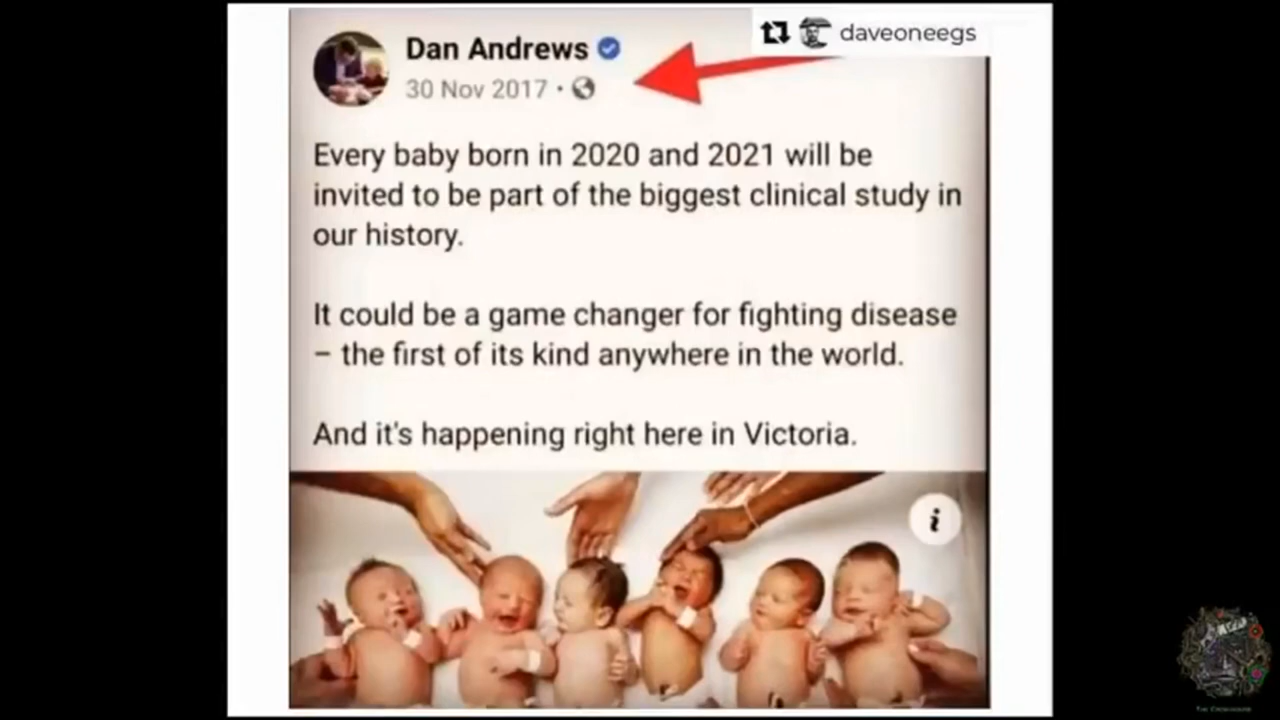 daveoneegs
Dan Andrews
30 Nov 2017 ·
Every baby born in 2020 and 2021 will be
invited to be part of the biggest clinical study in
our history.
It could be a game changer for fighting disease
– the first of its kind anywhere in the world.
And it's happening right here in Victoria.
i